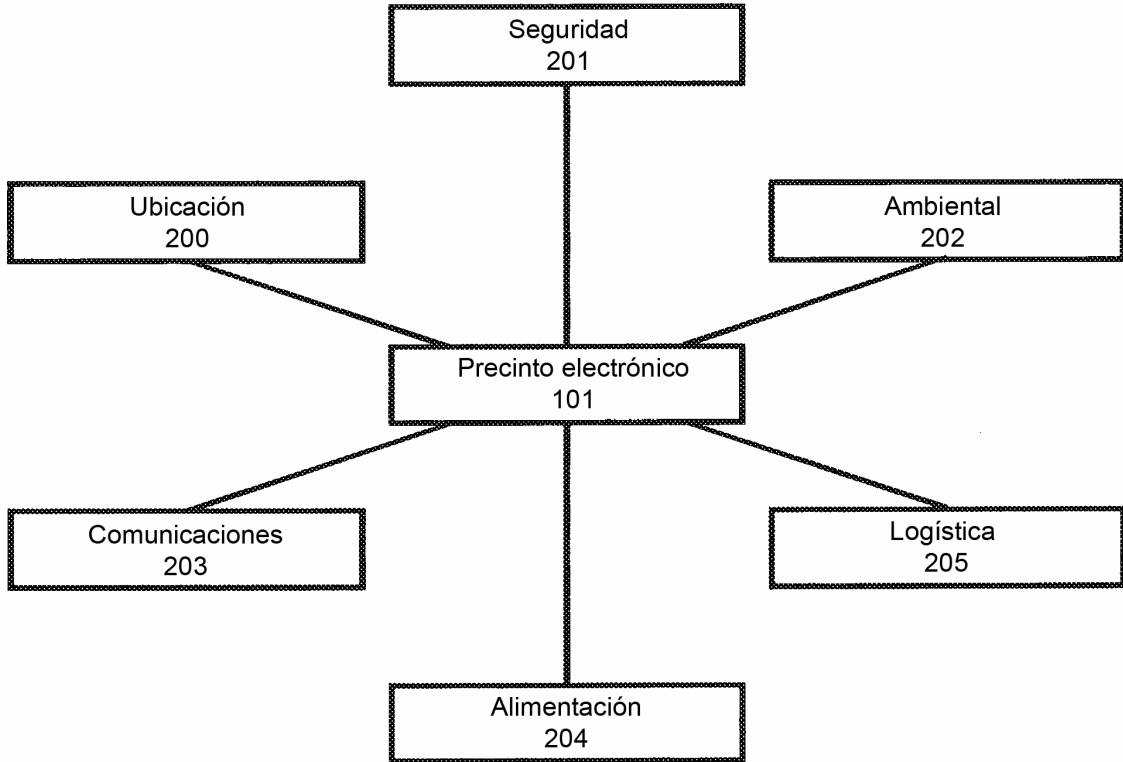 Seguridad
201
Ubicación
200
Ambiental
202
Precinto electrónico
101
Comunicaciones
203
Logística
205
Alimentación
204